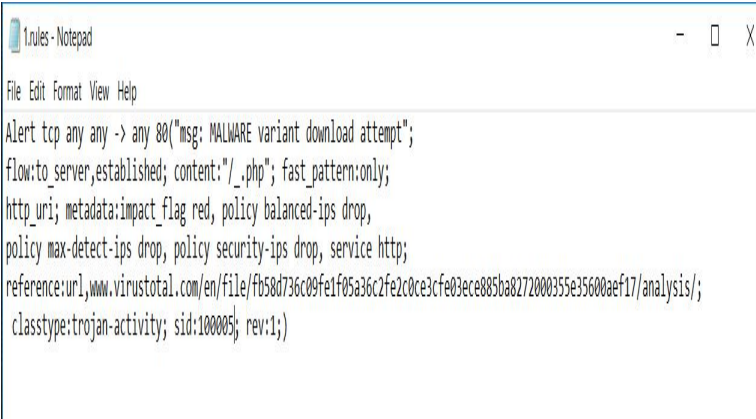 1.rules - Notepad
File Edit Format View Help
Alert tcp any any -> any 80("msg: MALWARE variant download attempt";
flow:to_server,established; content:"/_.php"; fast_pattern:only;
http_uri; metadata:impact_flag red, policy balanced-ips drop,
policy max-detect-ips drop, policy security-ips drop, service http;
reference:url,www.virustotal.com/en/file/fb58d736c09fe1f05a36c2fe2c0ce3cfe03ece885ba8272000355e35600aef17/analysis/;
classtype:trojan-activity; sid:100005; rev:1;)